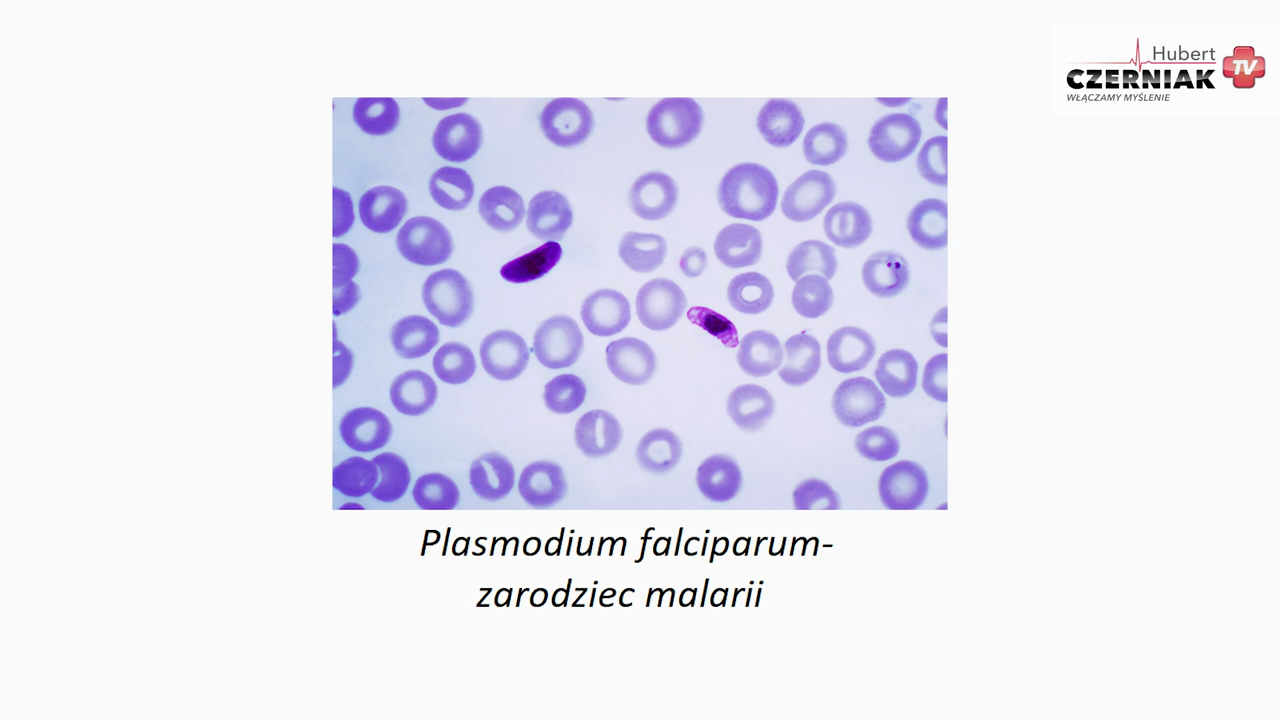 Hubert
CZERNIAK TV
WŁĄCZAMY MYŚLENIE
Plasmodium falciparum-
zarodziec malarii